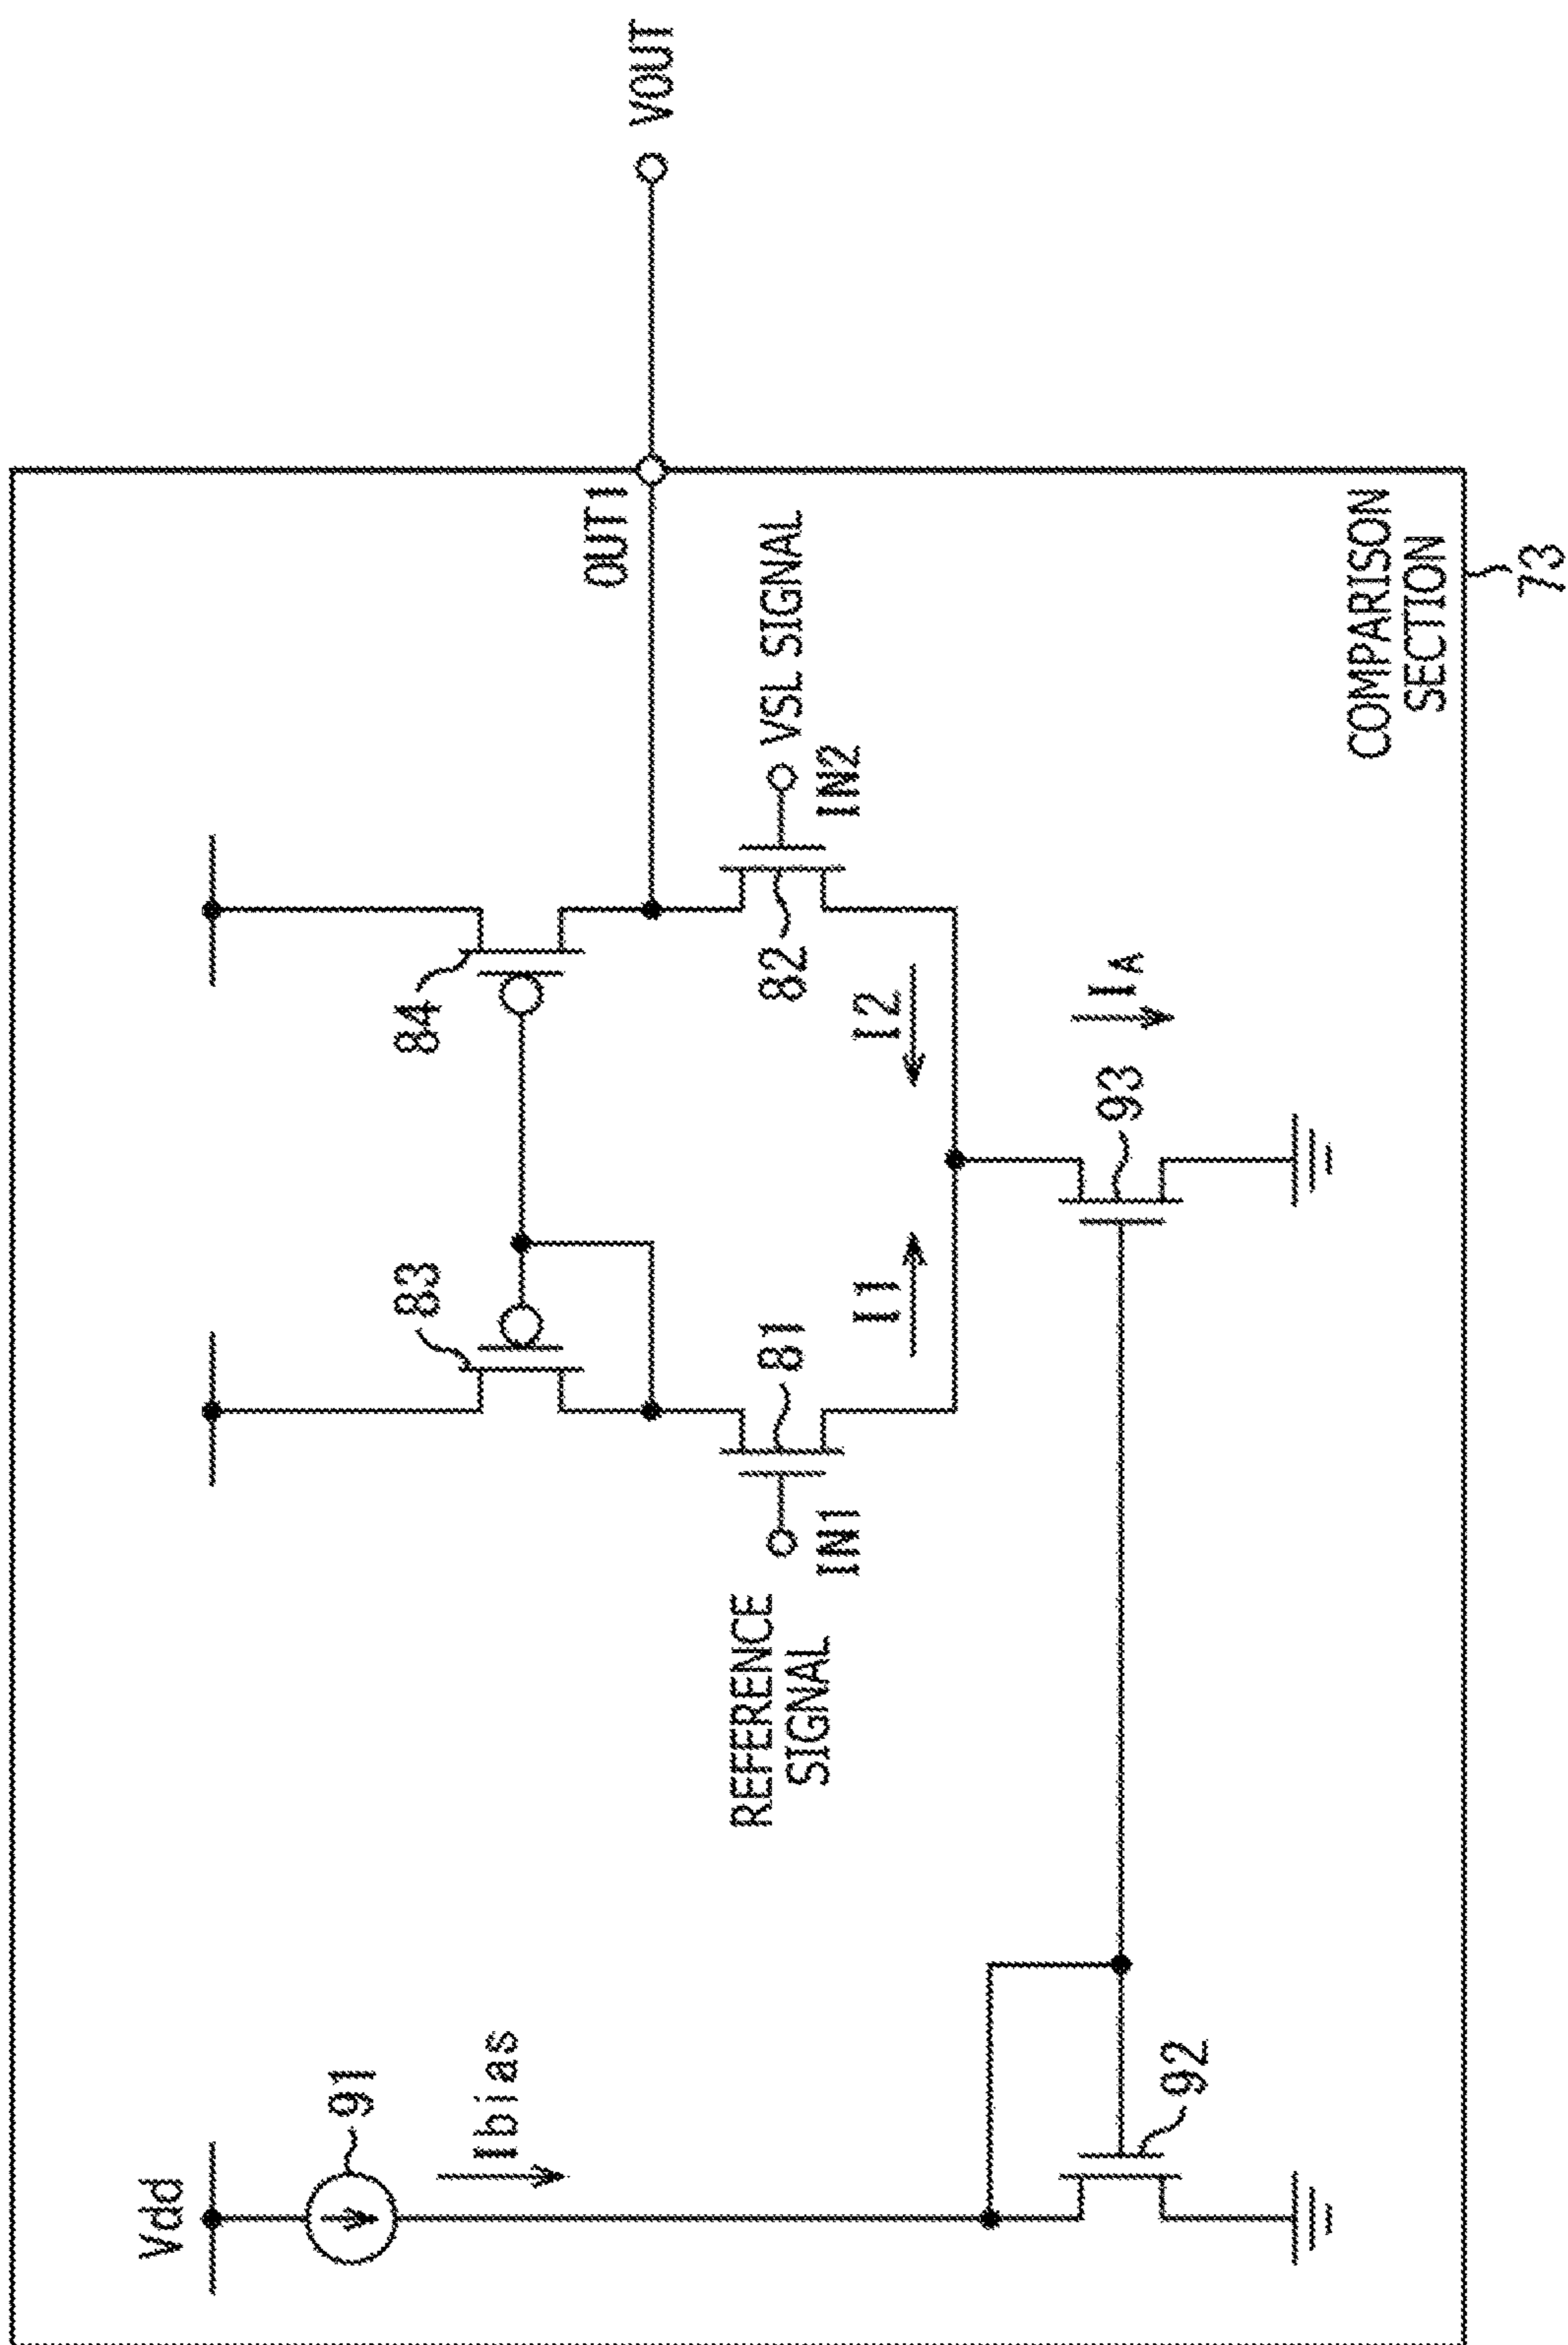 Vdd
91
Ibias
92
REFERENCE
SIGNAL
IN1
83
81
I1
84
82
I2
93
IA
VSL SIGNAL
IN2
OUT1
VOUT
COMPARISON
SECTION
73